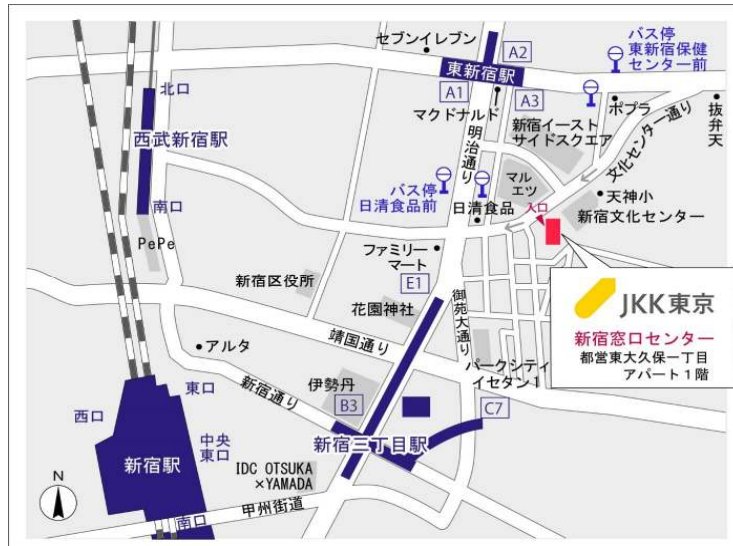 セブンイレブン
A2
バス停
東新宿保健
センター前
東新宿駅
北口
A1
A3
ポプラ
抜弁天
マクドナルド
西武新宿駅
明治通り
新宿イースト
サイドスクエア
文化センター通り
バス停
日清食品前
マル
エツ
天神小
日清食品
入口
新宿文化センター
南口
PePe
ファミリー
マート
新宿区役所
E1
花園神社
御苑大通り
JKK東京
新宿窓口センター
都営東大久保一丁目
アパート1階
靖国通り
アルタ
パークシティ
イセタン1
伊勢丹
新宿通り
東口
B3
C7
西口
中央
東口
新宿三丁目駅
新宿駅
IDC OTSUKA
×YAMADA
N
甲州街道
南口